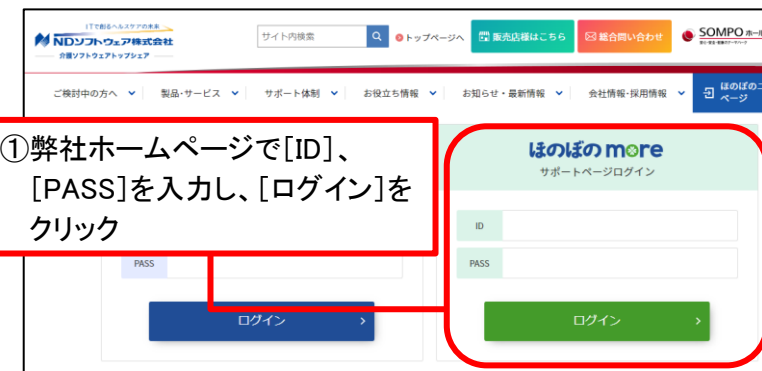 ITで創るヘルスケアの未来
NDソフトウェア株式会社
介護ソフトウェアトップシェア
サイト内検索
トップページへ
販売店様はこちら
総合問い合わせ
SOMPO ホー
ご検討中の方へ
製品・サービス
サポート体制
お役立ち情報
お知らせ・最新情報
会社情報・採用情報
ほのぼの
ページ
①弊社ホームページで[ID]、
[PASS]を入力し、[ログイン]を
クリック
ほのぼの more
サポートページログイン
ID
PASS
PASS
ログイン
ログイン